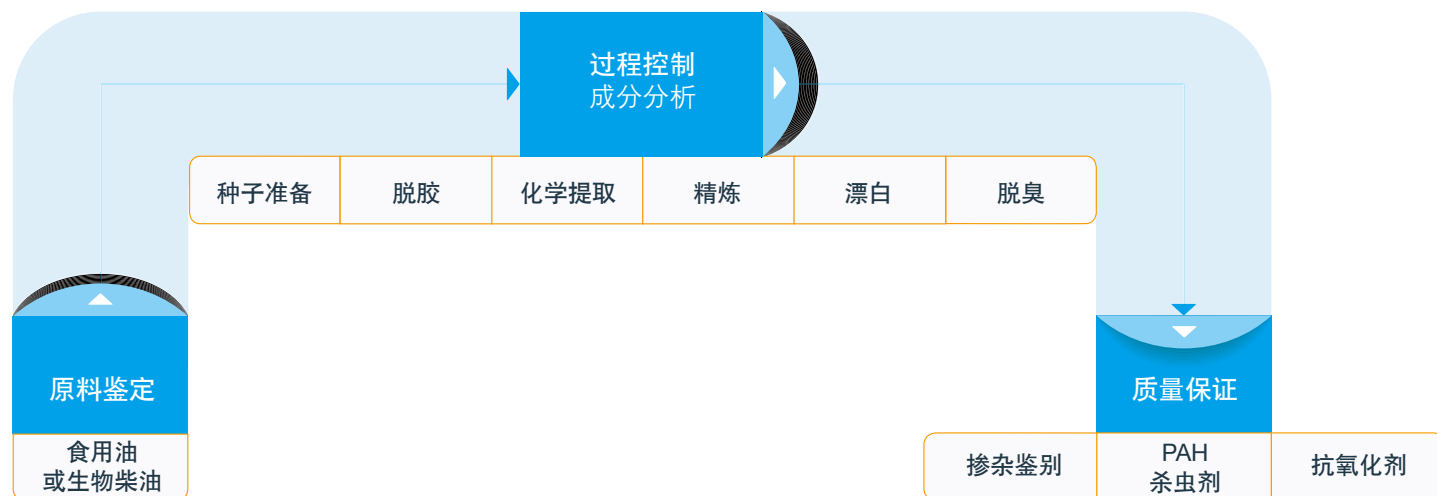 过程控制
成分分析
种子准备
脱胶
化学提取
精炼
漂白
脱臭
原料鉴定
食用油
或生物柴油
质量保证
掺杂鉴别
PAH
杀虫剂
抗氧化剂